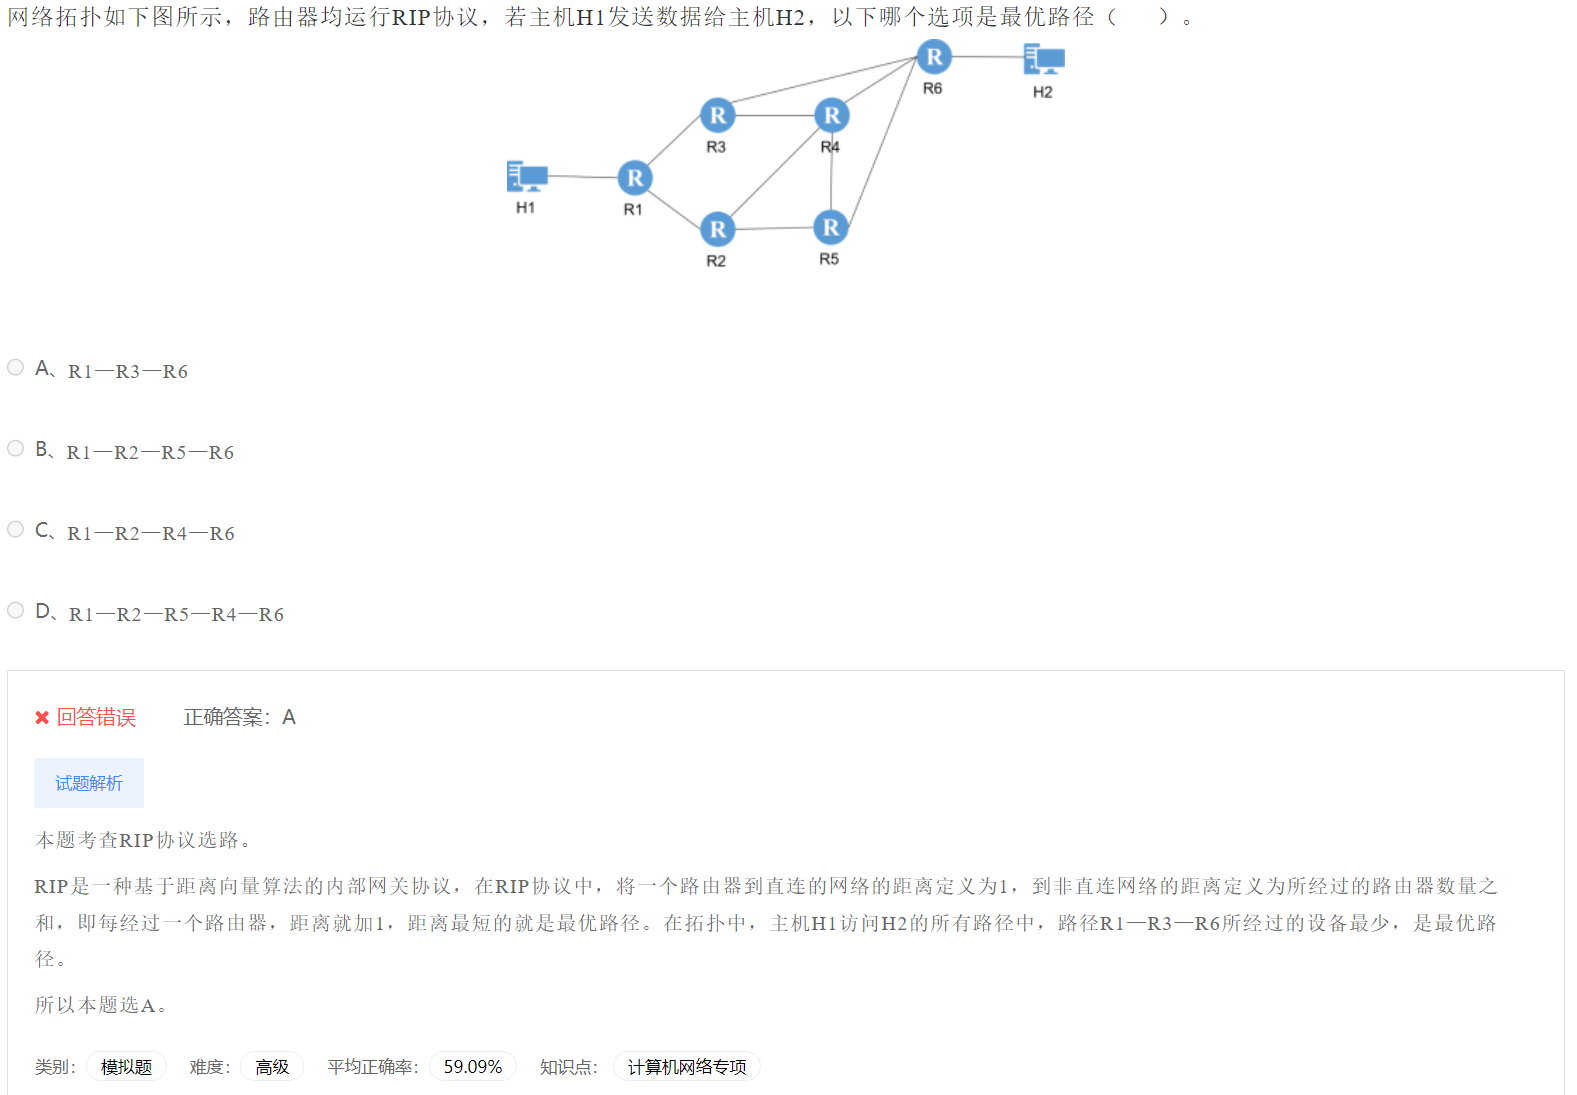 网络拓扑如下图所示，路由器均运行RIP协议，若主机H1发送数据给主机H2，以下哪个选项是最优路径（　　）。
R
R6
H2
R
R3
R
R4
H1
R
R1
R
R2
R
R5
A、R1—R3—R6
B、R1—R2—R5—R6
C、R1—R2—R4—R6
D、R1—R2—R5—R4—R6
回答错误　正确答案：A
试题解析
本题考查RIP协议选路。
RIP是一种基于距离向量算法的内部网关协议，在RIP协议中，将一个路由器到直连的网络的距离定义为1，到非直连网络的距离定义为所经过的路由器数量之
和，即每经过一个路由器，距离就加1，距离最短的就是最优路径。在拓扑中，主机H1访问H2的所有路径中，路径R1—R3—R6所经过的设备最少，是最优路
径。
所以本题选A。
类别：模拟题　难度：高级　平均正确率：59.09%　知识点：计算机网络专项